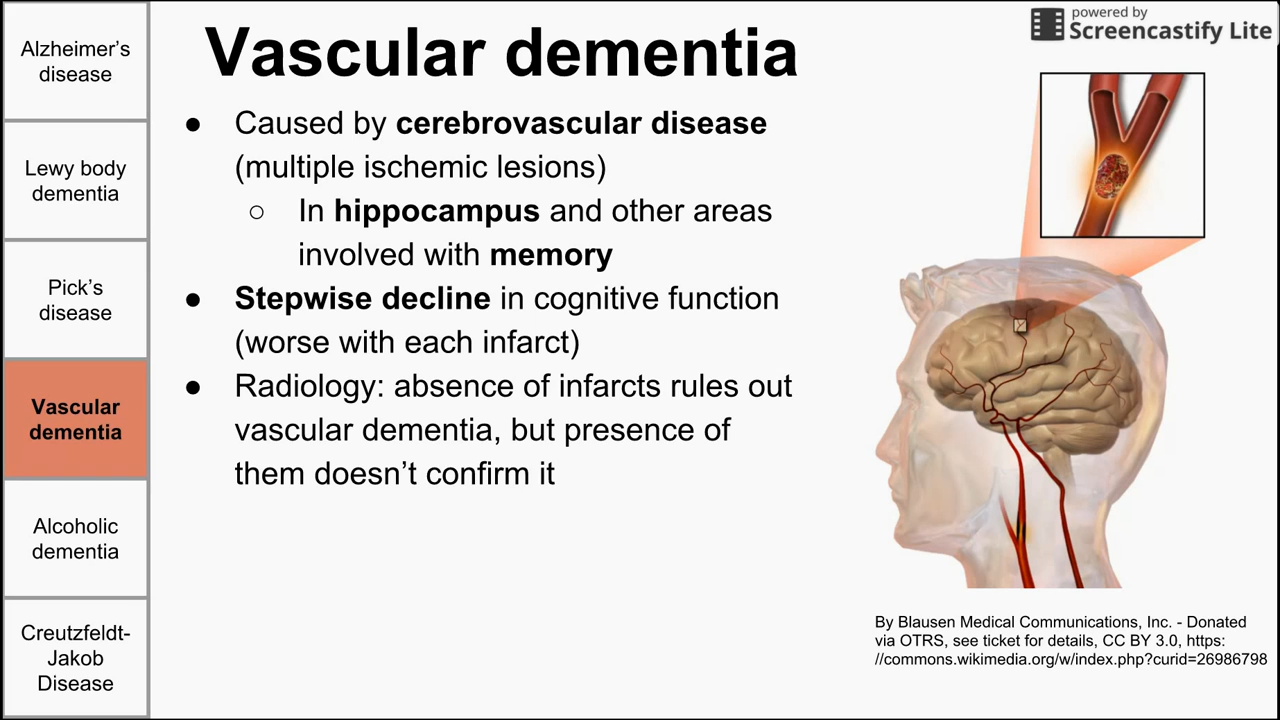 Alzheimer’s
disease
Lewy body
dementia
Pick’s
disease
Vascular
dementia
Alcoholic
dementia
Creutzfeldt-
Jakob
Disease
Vascular dementia
● Caused by cerebrovascular disease
(multiple ischemic lesions)
○ In hippocampus and other areas
involved with memory
● Stepwise decline in cognitive function
(worse with each infarct)
● Radiology: absence of infarcts rules out
vascular dementia, but presence of
them doesn’t confirm it
powered by
Screencastify Lite
By Blausen Medical Communications, Inc. - Donated
via OTRS, see ticket for details, CC BY 3.0, https:
//commons.wikimedia.org/w/index.php?curid=26986798